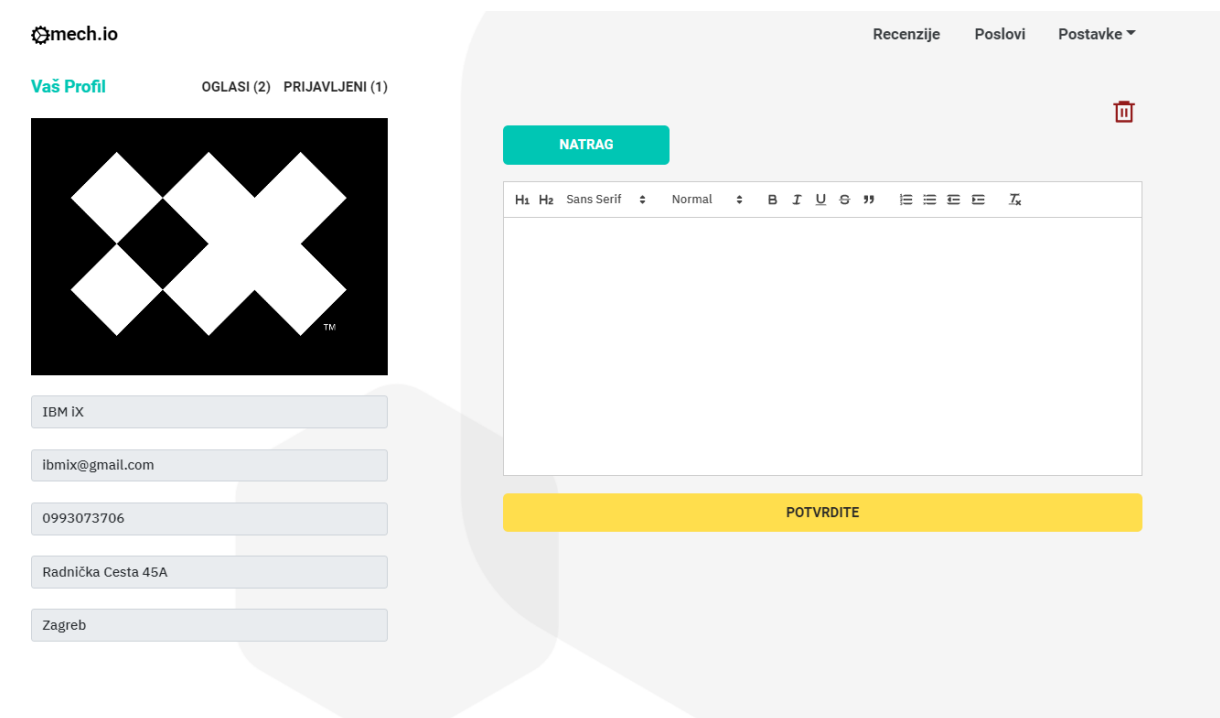 mech.io
Recenzije Poslovi Postavke
Vaš Profil OGLASI (2) PRIJAVLJENI (1)
TM
IBM iX
ibmix@gmail.com
0993073706
Radnička Cesta 45A
Zagreb
NATRAG
H1 H2 Sans Serif Normal B I U S T
POTVRDITE